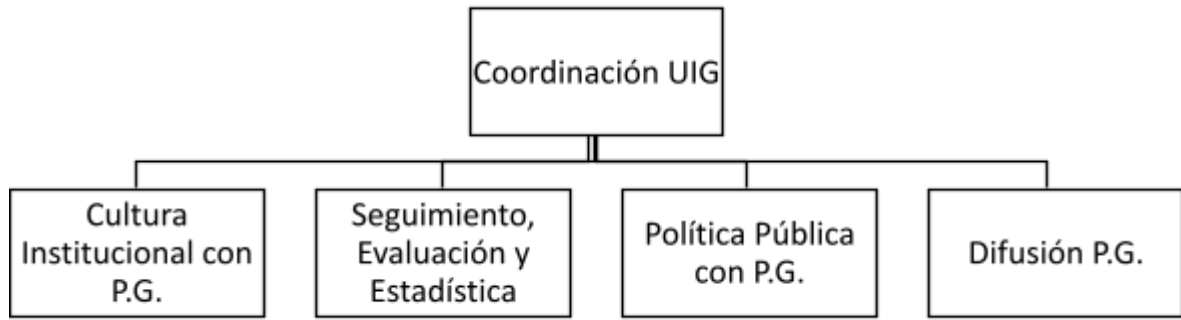 Coordinación UIG
Cultura
Institucional con
P.G.
Seguimiento,
Evaluación y
Estadística
Política Pública
con P.G.
Difusión P.G.